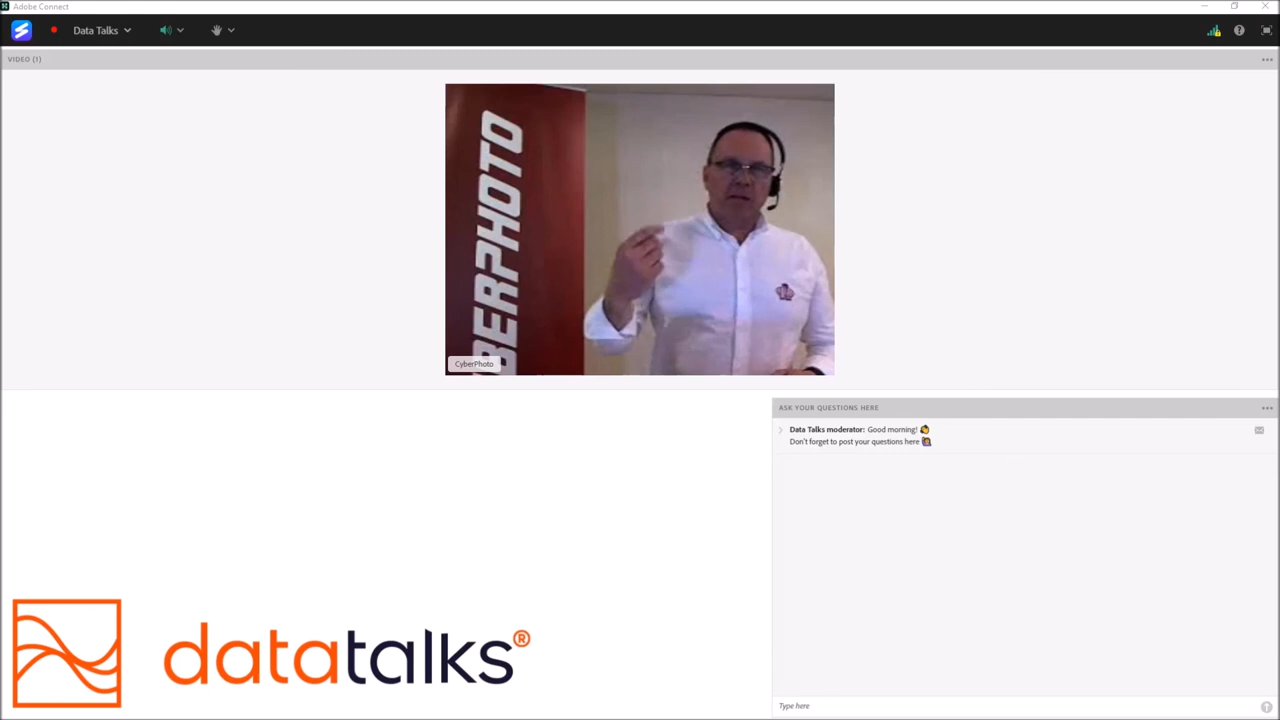 Adobe Connect
Data Talks
VIDEO (1)
CYBERPHOTO
CyberPhoto
ASK YOUR QUESTIONS HERE
Data Talks moderator: Good morning!
Don't forget to post your questions here
Type here
datatalks®